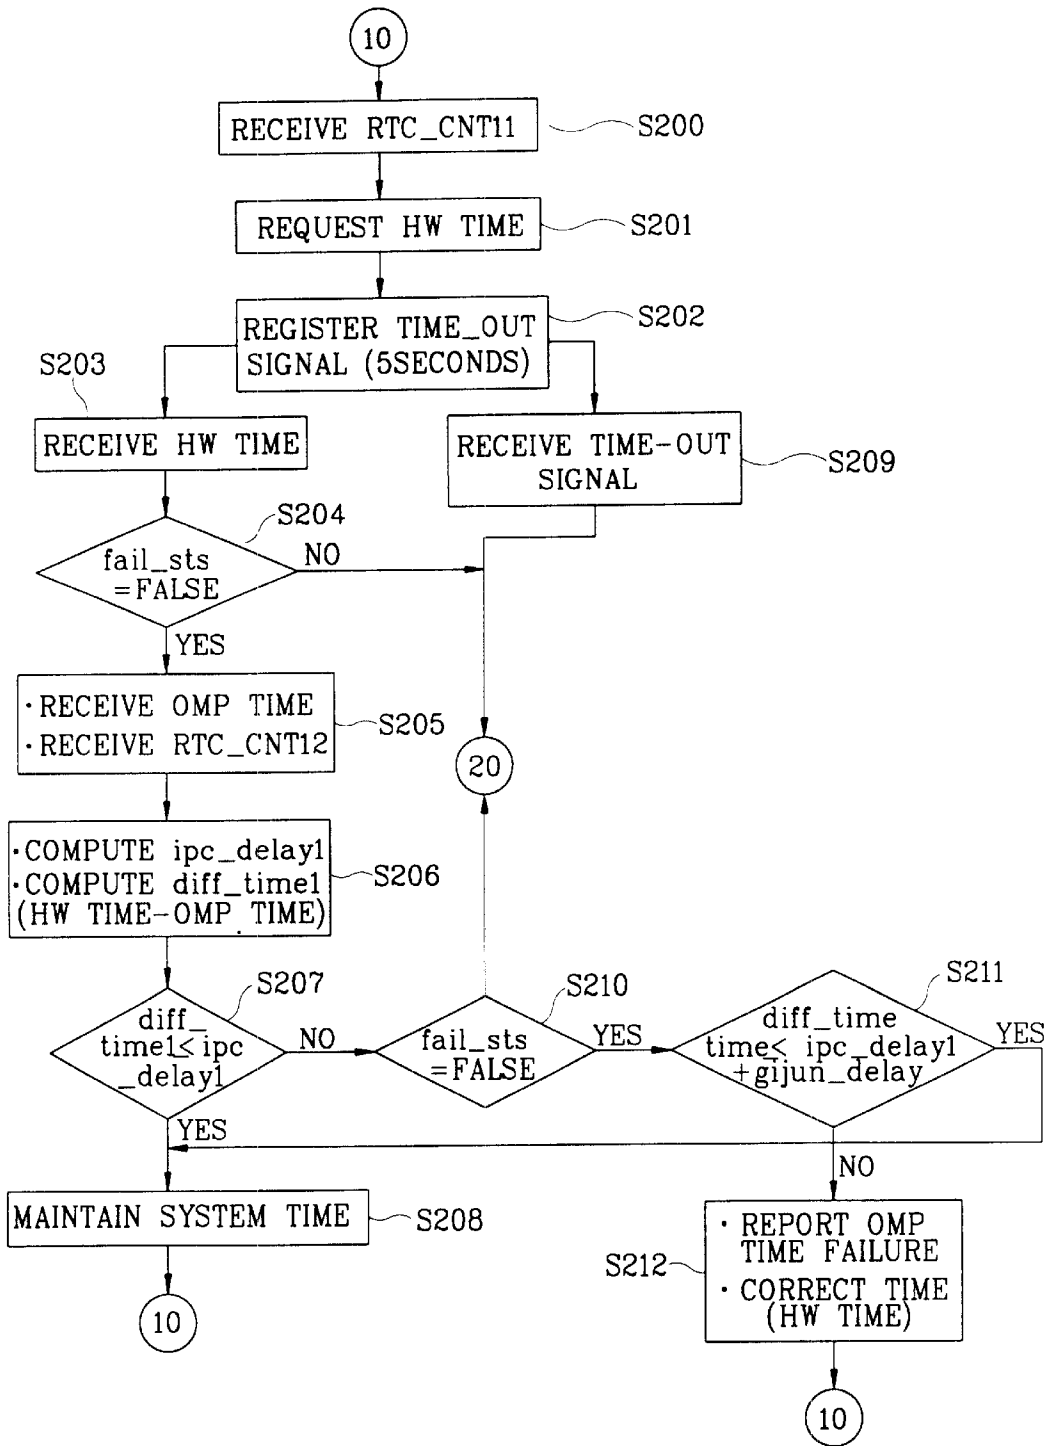 10
RECEIVE RTC_CNT11
S200
REQUEST HW TIME
S201
REGISTER TIME_OUT
SIGNAL (5SECONDS)
S202
S203
RECEIVE HW TIME
RECEIVE TIME-OUT
SIGNAL
S209
S204
fail_sts
=FALSE
NO
YES
· RECEIVE OMP TIME
· RECEIVE RTC_CNT12
S205
20
· COMPUTE ipc_delay1
· COMPUTE diff_time1
(HW TIME-OMP TIME)
S206
S207
diff_
time1≤ipc
_delay1
NO
YES
S210
fail_sts
=FALSE
YES
S211
diff_time
time< ipc_delay1
+gijun_delay
YES
NO
MAINTAIN SYSTEM TIME
S208
10
· REPORT OMP
TIME FAILURE
· CORRECT TIME
(HW TIME)
S212
10